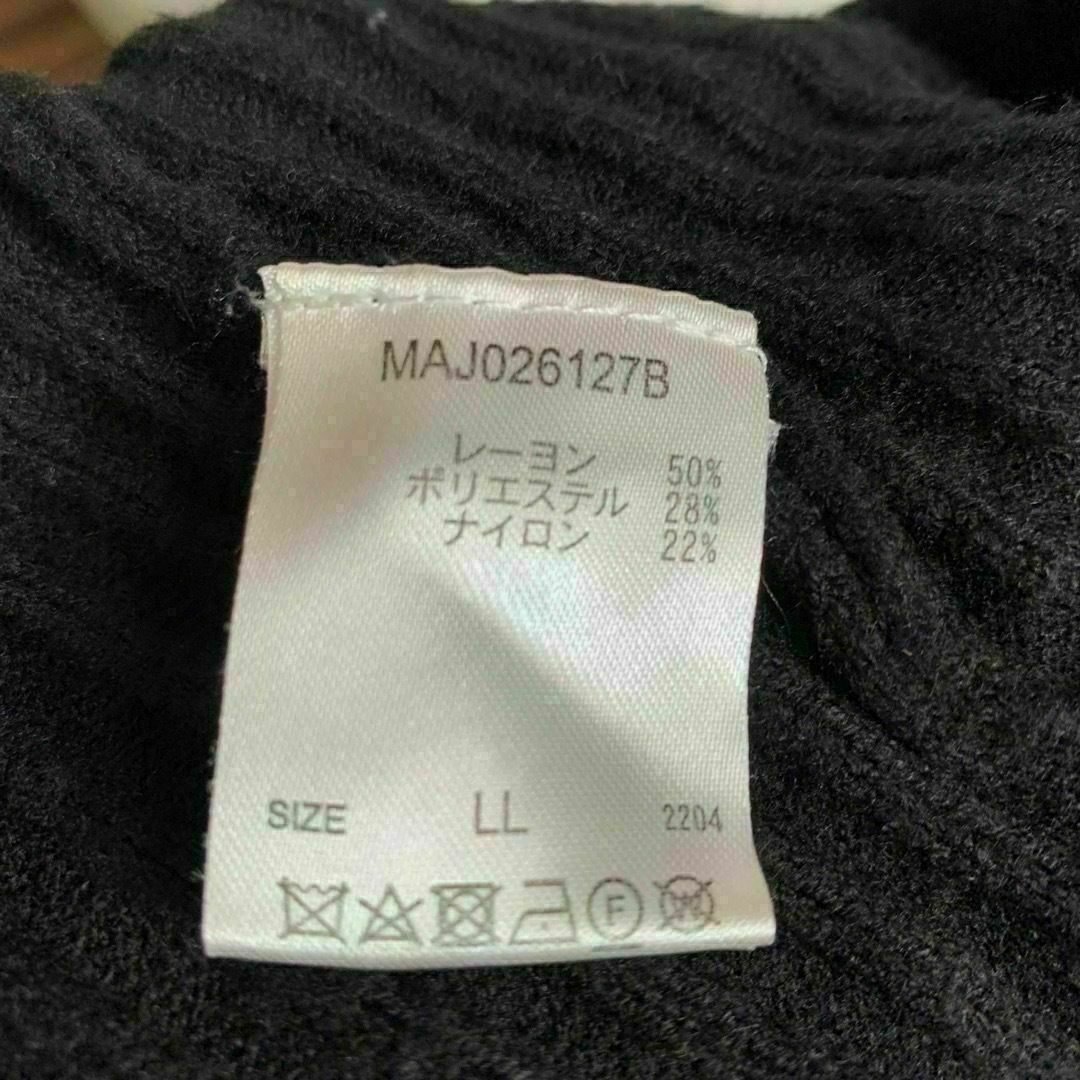 MAJ026127B
レーヨン 50%
ポリエステル 28%
ナイロン 22%
SIZE LL 2204
F W